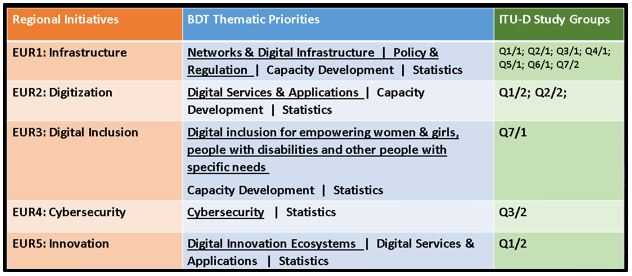 Regional Initiatives
BDT Thematic Priorities
ITU-D Study Groups
EUR1: Infrastructure
Networks & Digital Infrastructure | Policy &
Regulation | Capacity Development | Statistics
Q1/1; Q2/1; Q3/1; Q4/1;
Q5/1; Q6/1; Q7/2
EUR2: Digitization
Digital Services & Applications | Capacity
Development | Statistics
Q1/2; Q2/2;
EUR3: Digital Inclusion
Digital inclusion for empowering women & girls,
people with disabilities and other people with
specific needs
Capacity Development | Statistics
Q7/1
EUR4: Cybersecurity
Cybersecurity | Statistics
Q3/2
EUR5: Innovation
Digital Innovation Ecosystems | Digital Services &
Applications | Statistics
Q1/2